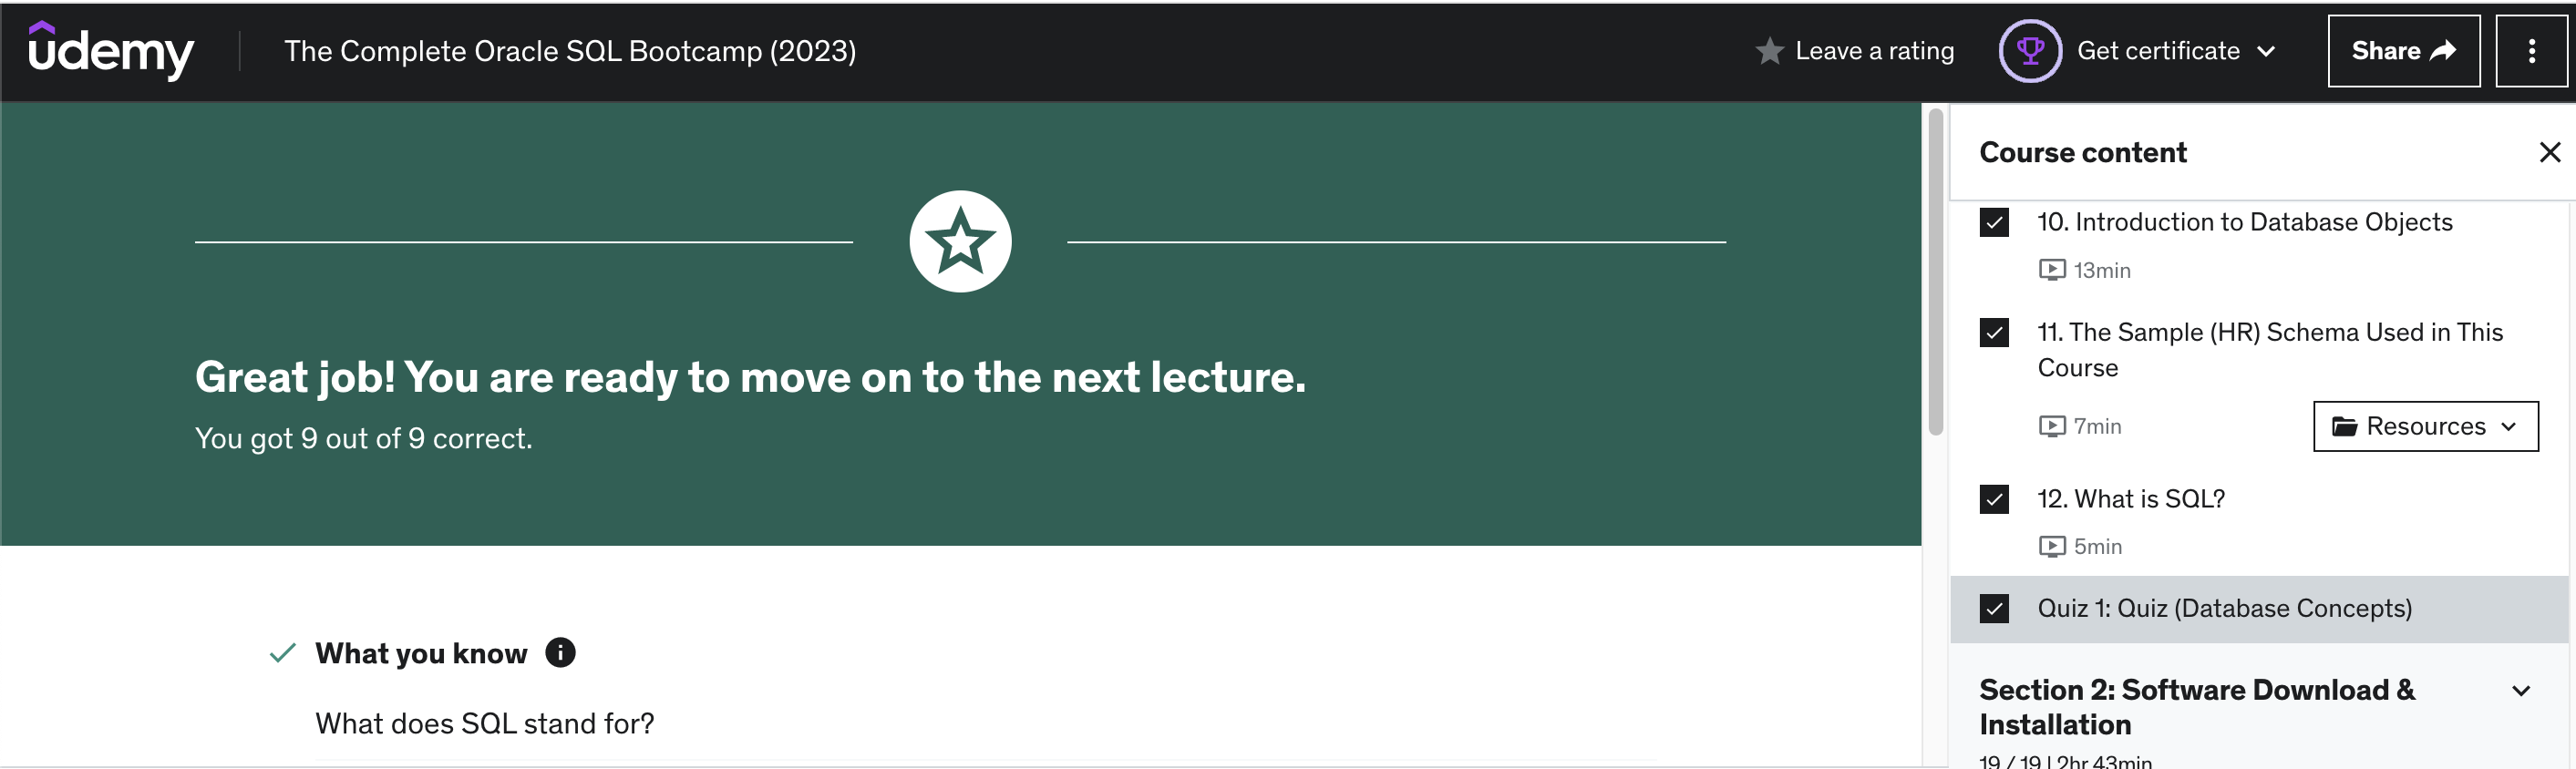 udemy
The Complete Oracle SQL Bootcamp (2023)
Leave a rating
Get certificate
Share
Great job! You are ready to move on to the next lecture.
You got 9 out of 9 correct.
What you know
What does SQL stand for?
Course content
10. Introduction to Database Objects
13min
11. The Sample (HR) Schema Used in This
Course
7min
Resources
12. What is SQL?
5min
Quiz 1: Quiz (Database Concepts)
Section 2: Software Download &
Installation
19 / 19 | 2hr 43min